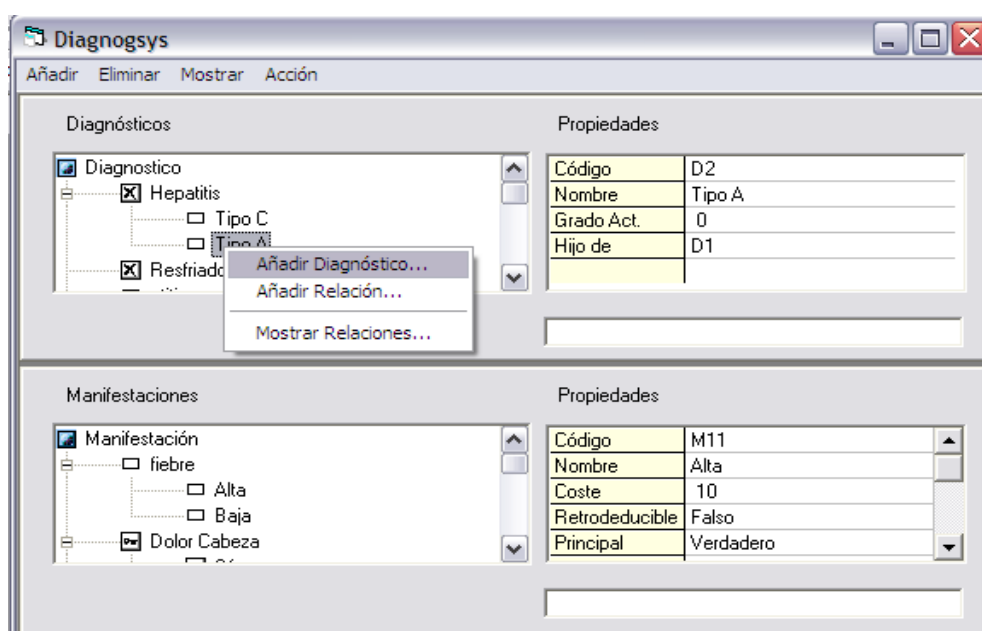 Diagnogsys
Añadir Eliminar Mostrar Acción
Diagnósticos
Diagnostico
Hepatitis
Tipo C
Tipo A
Resfriado
Añadir Diagnóstico...
Añadir Relación...
Mostrar Relaciones...
Propiedades
Código D2
Nombre Tipo A
Grado Act. 0
Hijo de D1
Manifestaciones
Manifestación
fiebre
Alta
Baja
Dolor Cabeza
Propiedades
Código M11
Nombre Alta
Coste 10
Retrodeducible Falso
Principal Verdadero